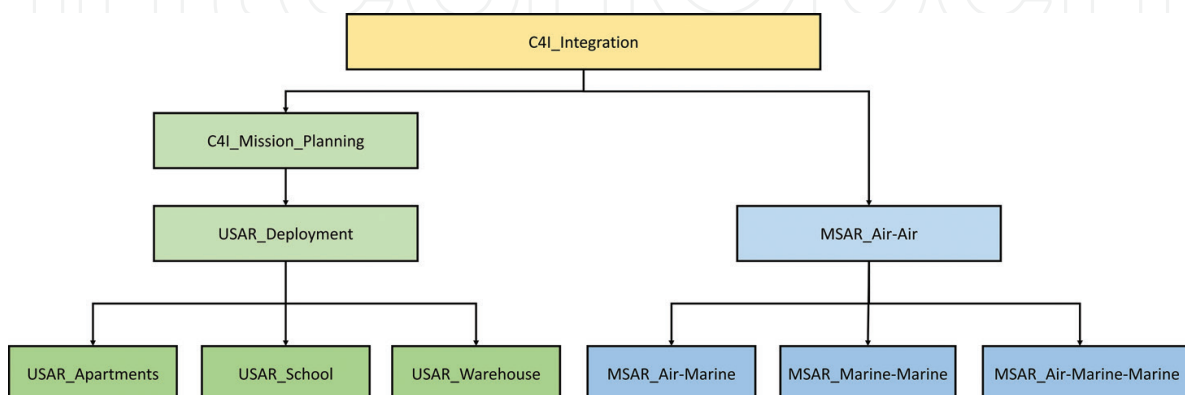 C4I_Integration
C4I_Mission_Planning
USAR_Deployment
MSAR_Air-Air
USAR_Apartments
USAR_School
USAR_Warehouse
MSAR_Air-Marine
MSAR_Marine-Marine
MSAR_Air-Marine-Marine